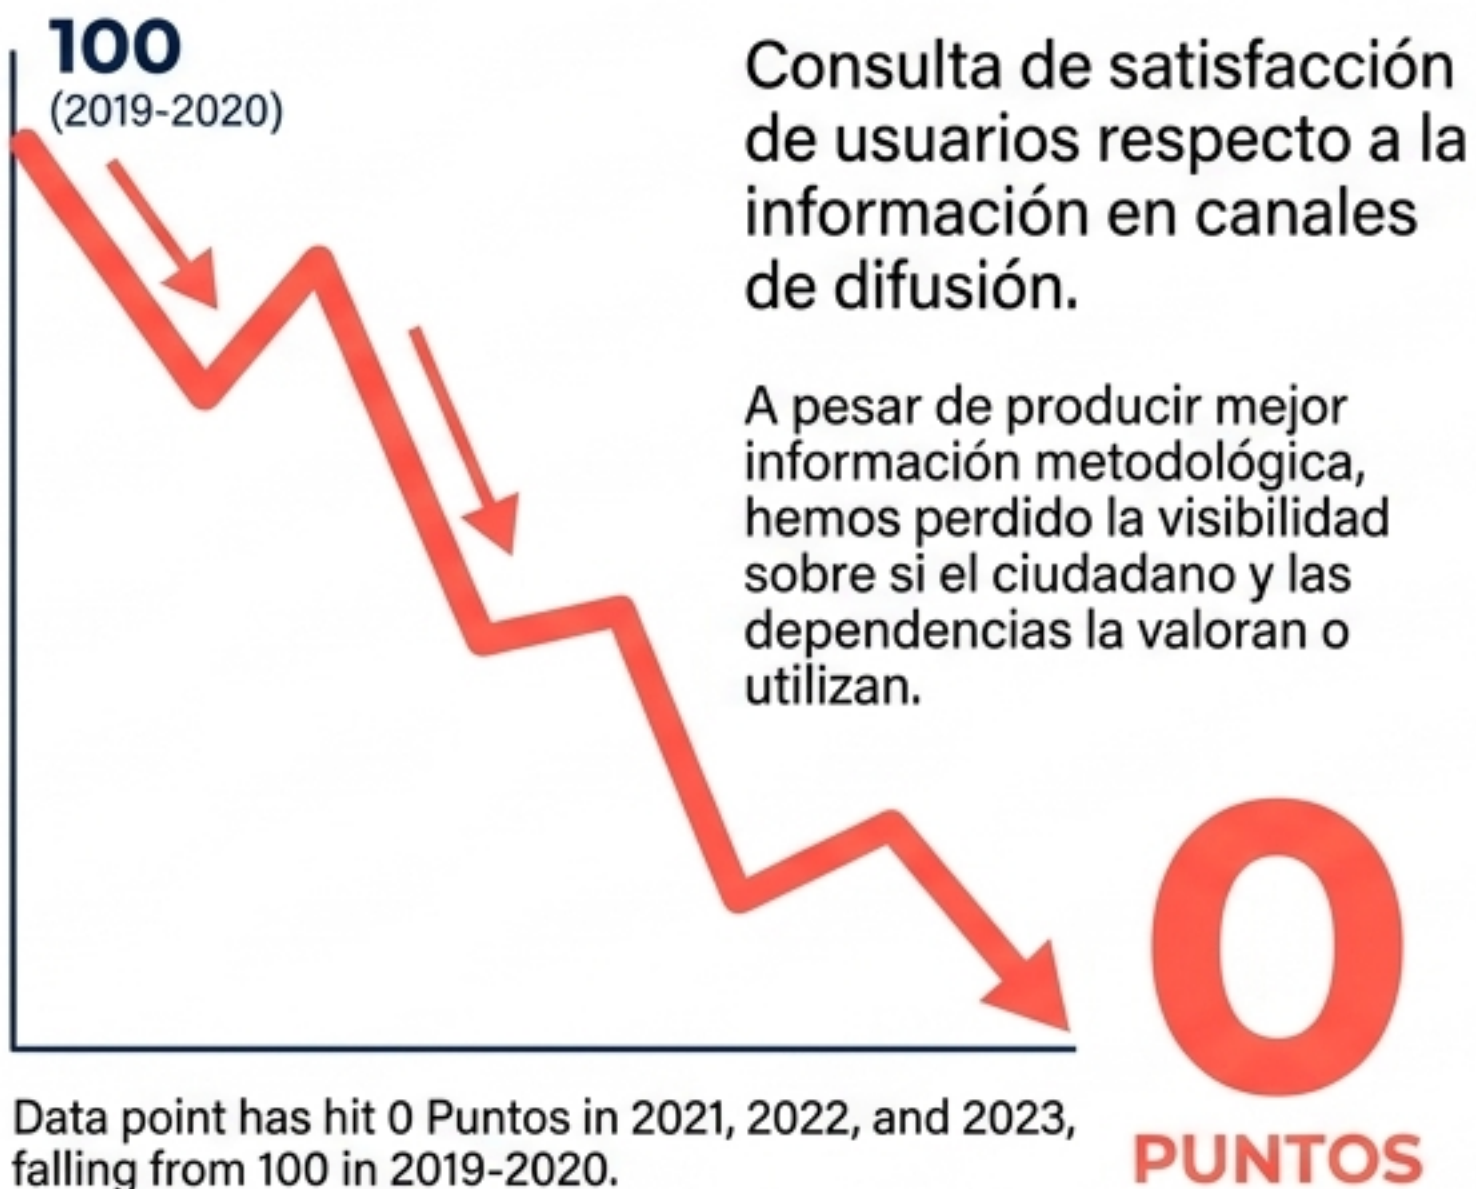 100
(2019-2020)
Consulta de satisfacción
de usuarios respecto a la
información en canales
de difusión.
A pesar de producir mejor
información metodológica,
hemos perdido la visibilidad
sobre si el ciudadano y las
dependencias la valoran o
utilizan.
0
PUNTOS
Data point has hit 0 Puntos in 2021, 2022, and 2023,
falling from 100 in 2019-2020.